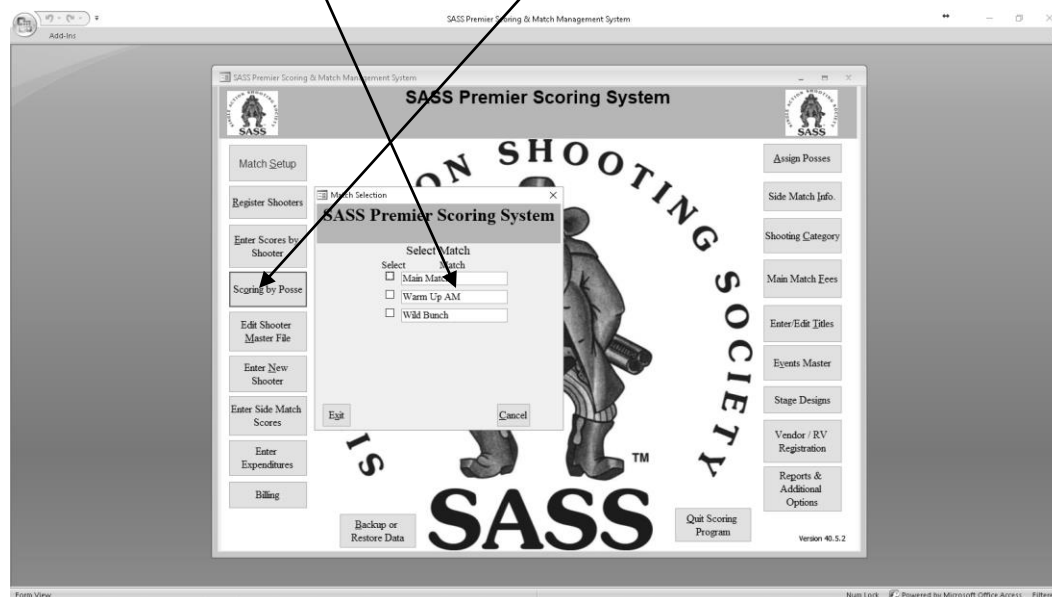 SASS Premier Scoring & Match Management System
Add-Ins
SASS Premier Scoring & Match Management System
SASS Premier Scoring System
SASS
SASS
Match Setup
Register Shooters
Enter Scores by
Shooter
Scoring by Posse
Edit Shooter
Master File
Enter New
Shooter
Enter Side Match
Scores
Enter
Expenditures
Billing
Match Selection
SASS Premier Scoring System
Select Match
Select Match
Main Match
Warm Up AM
Wild Bunch
Exit
Cancel
ON SHOOTING SOCIETY
SIN
TM
SASS
Backup or
Restore Data
Quit Scoring
Program
Assign Posses
Side Match Info.
Shooting Category
Main Match Fees
Enter/Edit Titles
Events Master
Stage Designs
Vendor / RV
Registration
Reports &
Additional
Options
Version 40.5.2
Form View
Num Lock
Powered by Microsoft Office Access
Filtere